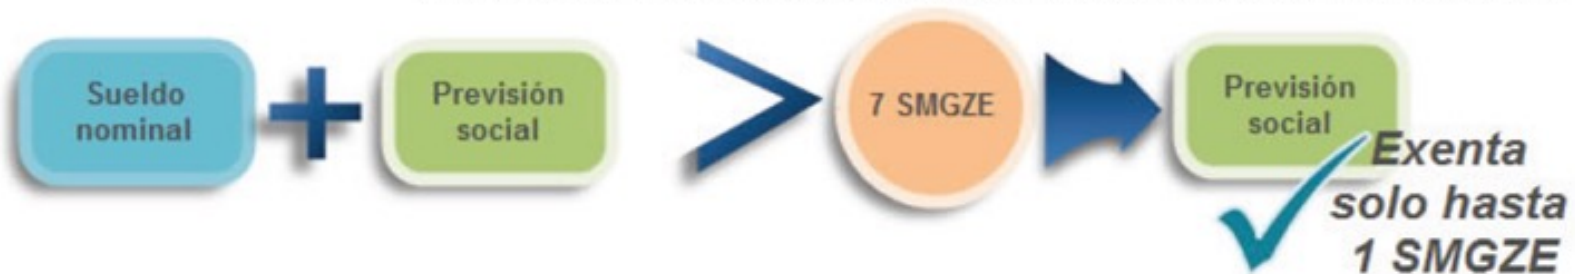 Sueldo
nominal
+
Previsión
social
>
7 SMGZE
Previsión
social
Exenta
solo hasta
1 SMGZE